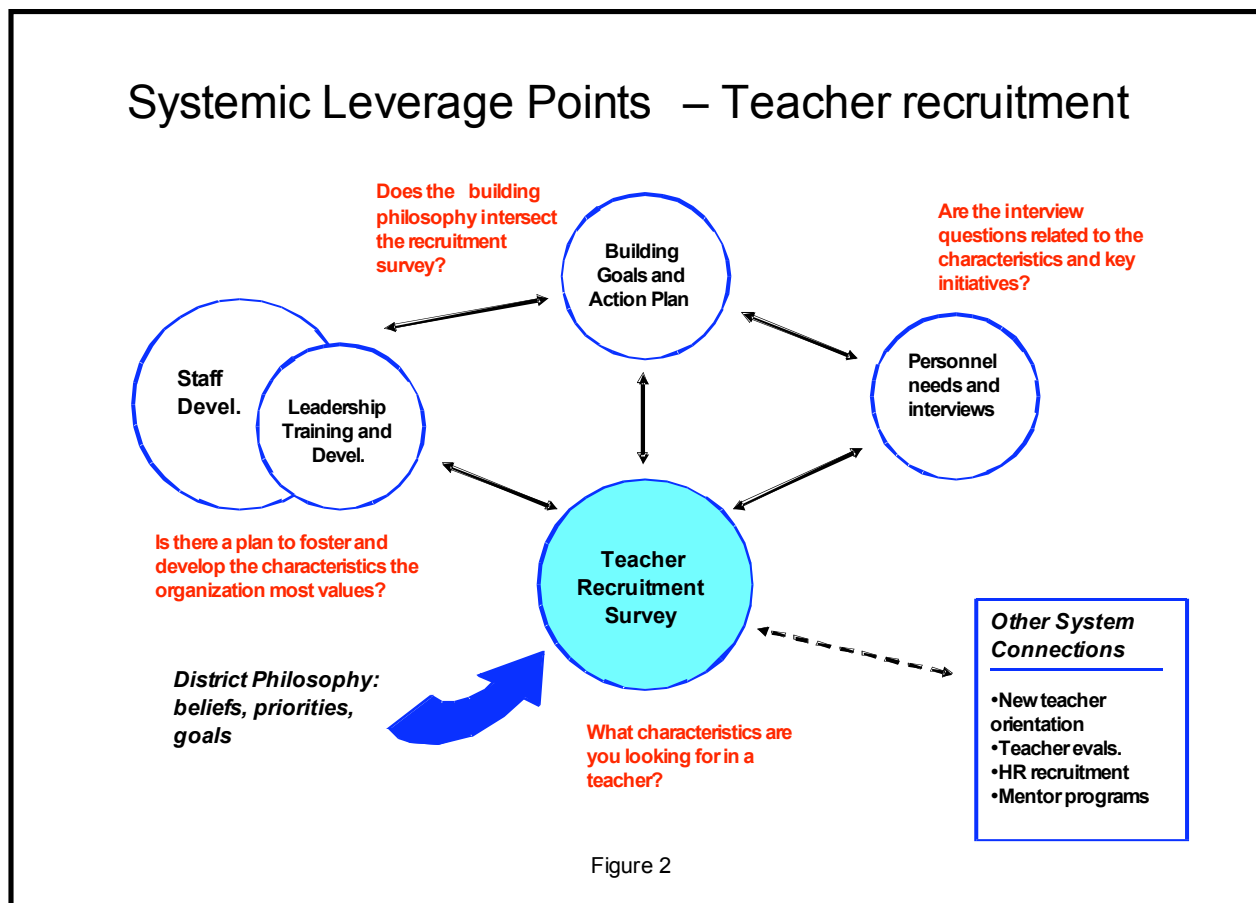 Systemic Leverage Points – Teacher recruitment
Does the building
philosophy intersect
the recruitment
survey?
Building
Goals and
Action Plan
Are the interview
questions related to the
characteristics and key
initiatives?
Staff
Devel.
Leadership
Training and
Devel.
Personnel
needs and
interviews
Is there a plan to foster and
develop the characteristics the
organization most values?
Teacher
Recruitment
Survey
District Philosophy:
beliefs, priorities,
goals
What characteristics are
you looking for in a
teacher?
Other System
Connections
•New teacher
orientation
•Teacher evals.
•HR recruitment
•Mentor programs
Figure 2